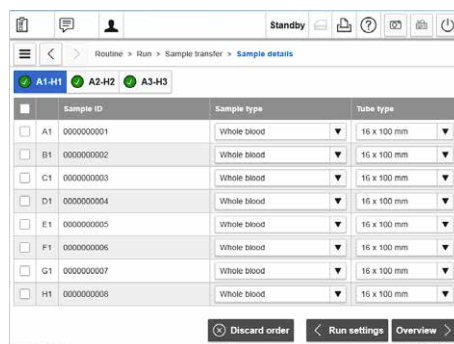 Standby
Routine > Run > Sample transfer > Sample details
A1-H1 A2-H2 A3-H3
Sample ID Sample type Tube type
A1 0000000001 Whole blood 16 x 100 mm
B1 0000000002 Whole blood 16 x 100 mm
C1 0000000003 Whole blood 16 x 100 mm
D1 0000000004 Whole blood 16 x 100 mm
E1 0000000005 Whole blood 16 x 100 mm
F1 0000000006 Whole blood 16 x 100 mm
G1 0000000007 Whole blood 16 x 100 mm
H1 0000000008 Whole blood 16 x 100 mm
Discard order < Run settings Overview >